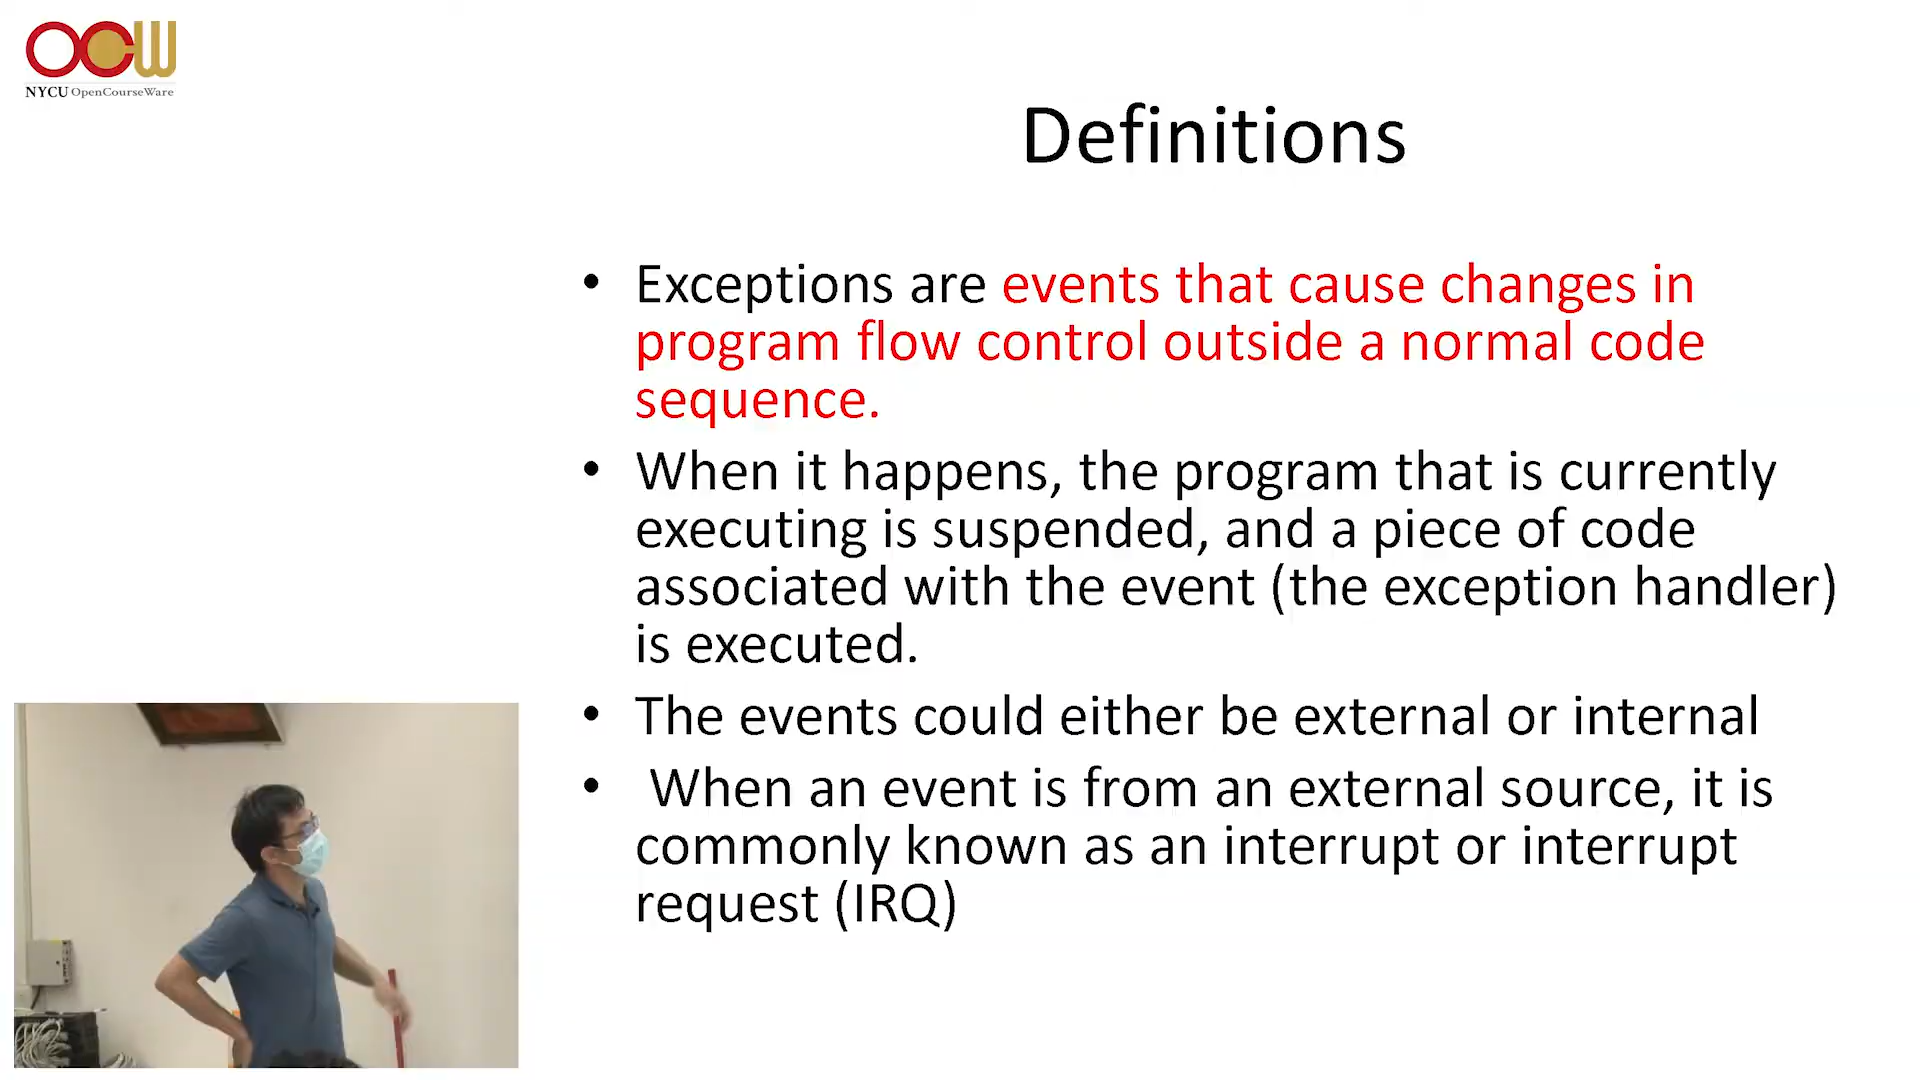 OCW
NYCU OpenCourseWare
Definitions
• Exceptions are events that cause changes in
program flow control outside a normal code
sequence.
• When it happens, the program that is currently
executing is suspended, and a piece of code
associated with the event (the exception handler)
is executed.
• The events could either be external or internal
• When an event is from an external source, it is
commonly known as an interrupt or interrupt
request (IRQ)